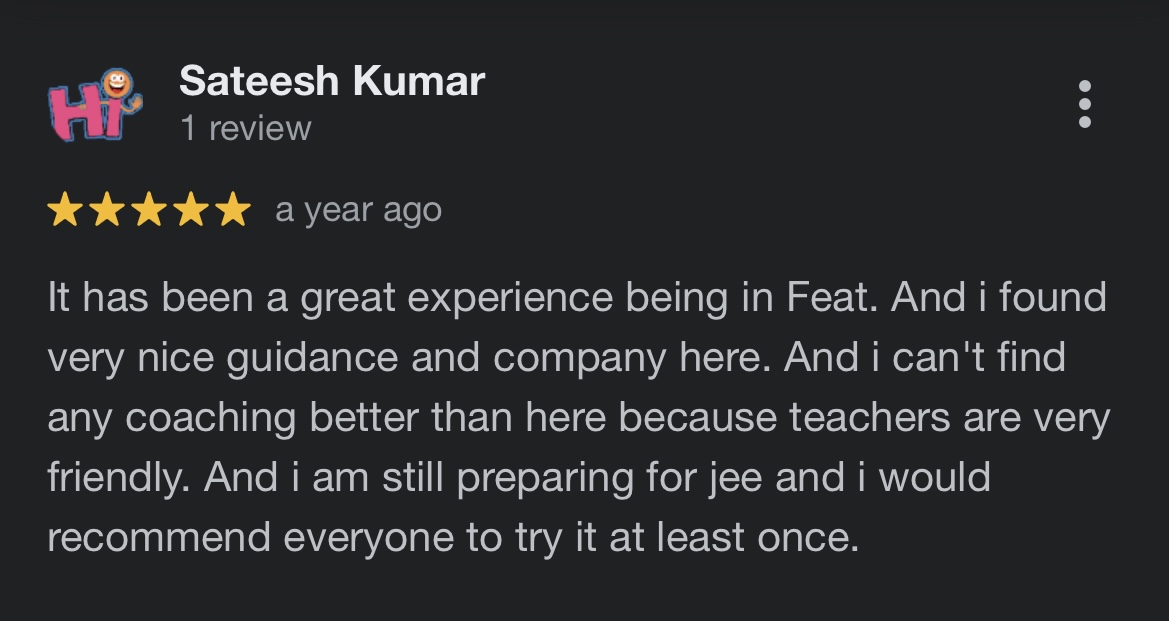 Hi
Sateesh Kumar
1 review
a year ago
It has been a great experience being in Feat. And i found
very nice guidance and company here. And i can't find
any coaching better than here because teachers are very
friendly. And i am still preparing for jee and i would
recommend everyone to try it at least once.